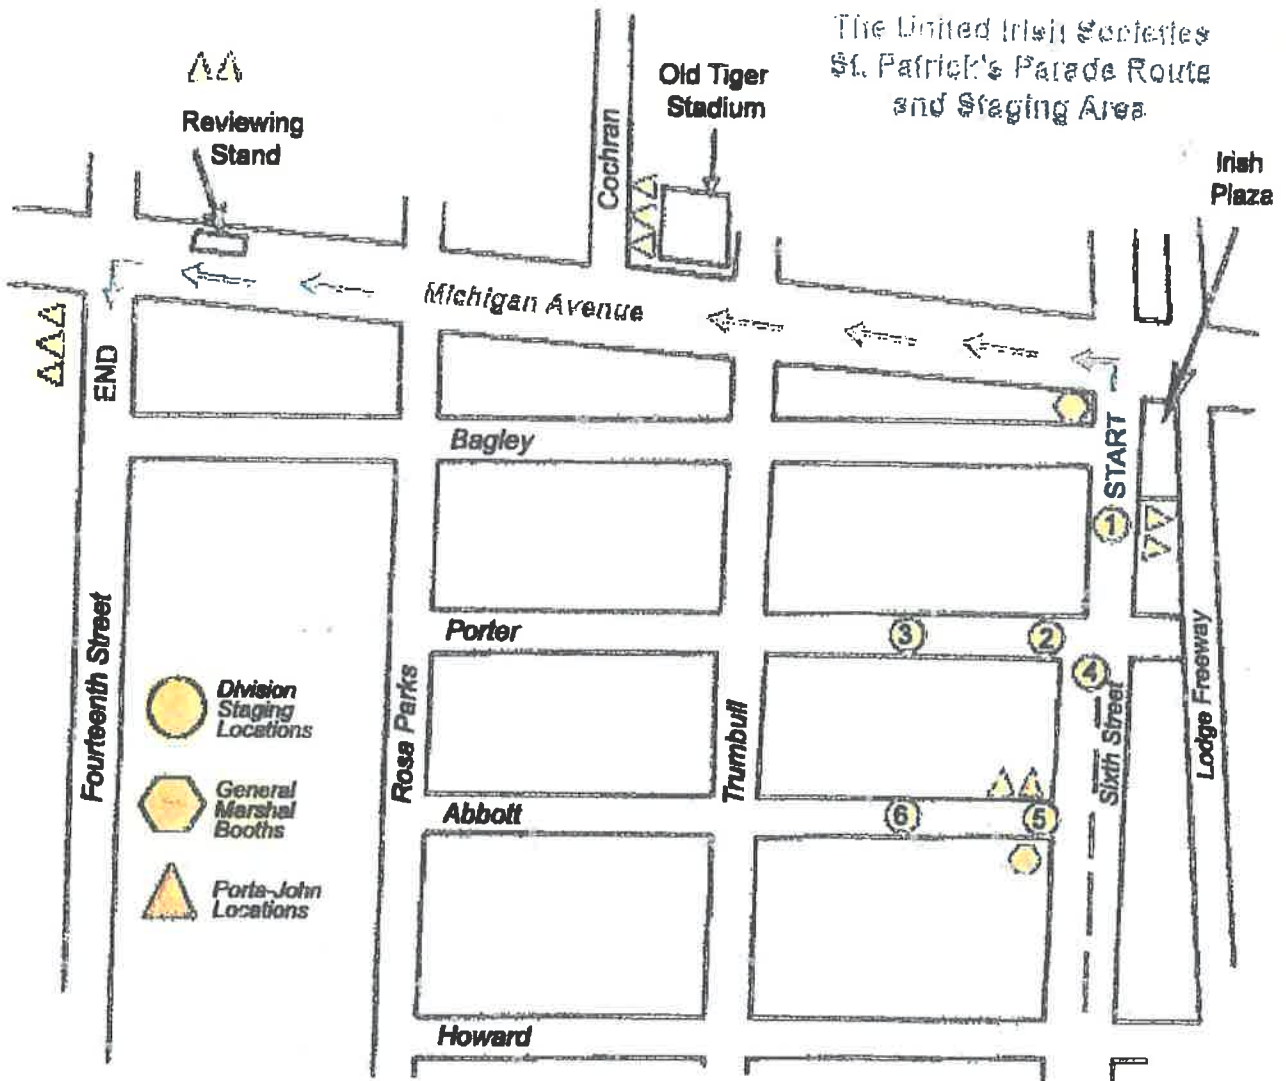 The United Irish Societies
St. Patrick's Parade Route
and Staging Area
Old Tiger
Stadium
Reviewing
Stand
Irish
Plaza
Cochran
Michigan Avenue
END
START
Bagley
1
Porter
3
2
4
Fourteenth Street
Rosa Parks
Trumbull
Sixth Street
Lodge Freeway
Division
Staging
Locations
General
Marshal
Booths
Porta-John
Locations
Abbott
6
5
Howard